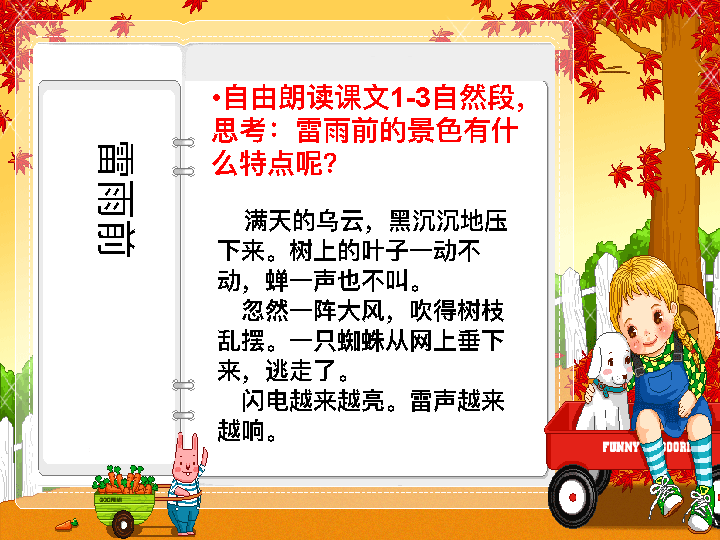 雷雨前
•自由朗读课文1-3自然段，
思考：雷雨前的景色有什
么特点呢？
满天的乌云，黑沉沉地压
下来。树上的叶子一动不
动，蝉一声也不叫。
忽然一阵大风，吹得树枝
乱摆。一只蜘蛛从网上垂下
来，逃走了。
闪电越来越亮。雷声越来
越响。
FUNNY